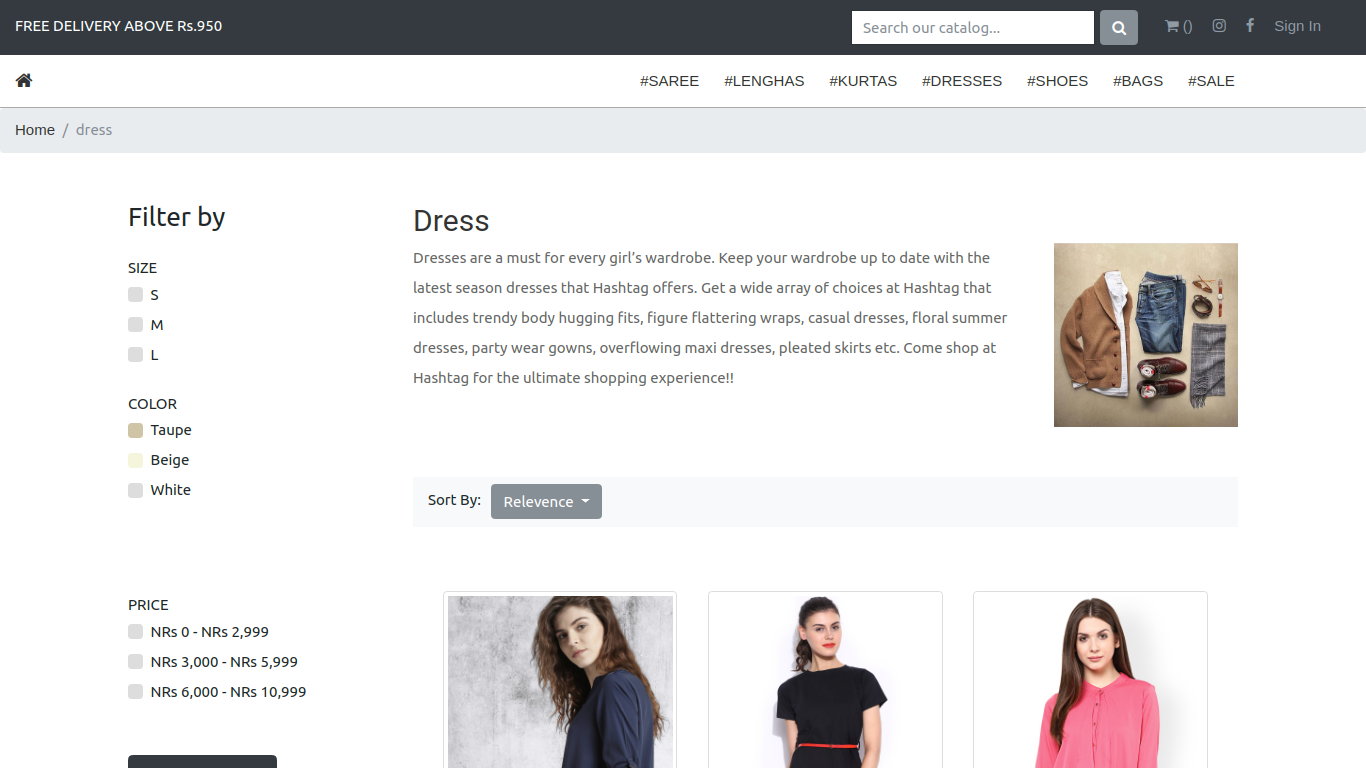 FREE DELIVERY ABOVE Rs.950
Search our catalog...
()
Sign In
#SAREE
#LENGHAS
#KURTAS
#DRESSES
#SHOES
#BAGS
#SALE
Home / dress
Filter by
SIZE
S
M
L
COLOR
Taupe
Beige
White
PRICE
NRs 0 - NRs 2,999
NRs 3,000 - NRs 5,999
NRs 6,000 - NRs 10,999
Dress
Dresses are a must for every girl’s wardrobe. Keep your wardrobe up to date with the
latest season dresses that Hashtag offers. Get a wide array of choices at Hashtag that
includes trendy body hugging fits, figure flattering wraps, casual dresses, floral summer
dresses, party wear gowns, overflowing maxi dresses, pleated skirts etc. Come shop at
Hashtag for the ultimate shopping experience!!
Sort By: Relevence